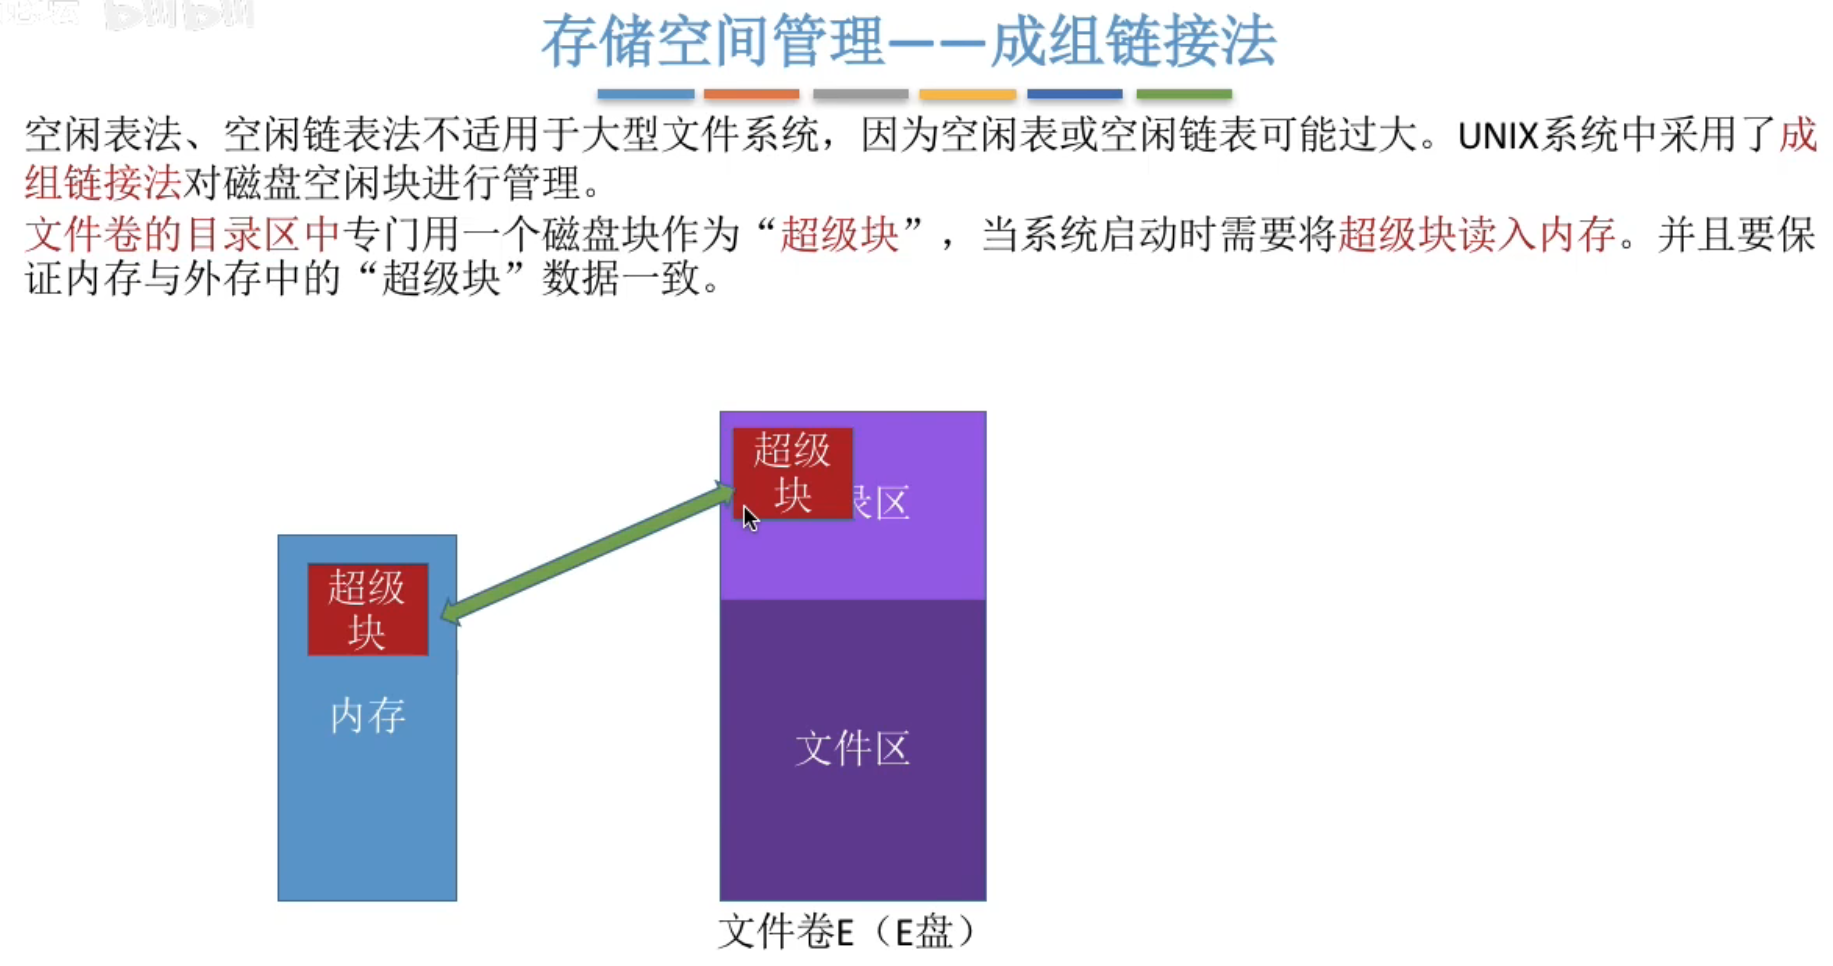 存储空间管理——成组链接法
空闲表法、空闲链表法不适用于大型文件系统，因为空闲表或空闲链表可能过大。UNIX系统中采用了成
组链接法对磁盘空闲块进行管理。
文件卷的目录区中专门用一个磁盘块作为“超级块”，当系统启动时需要将超级块读入内存。并且要保
证内存与外存中的“超级块”数据一致。
超级
块
录区
超级
块
内存
文件区
文件卷E（E盘）